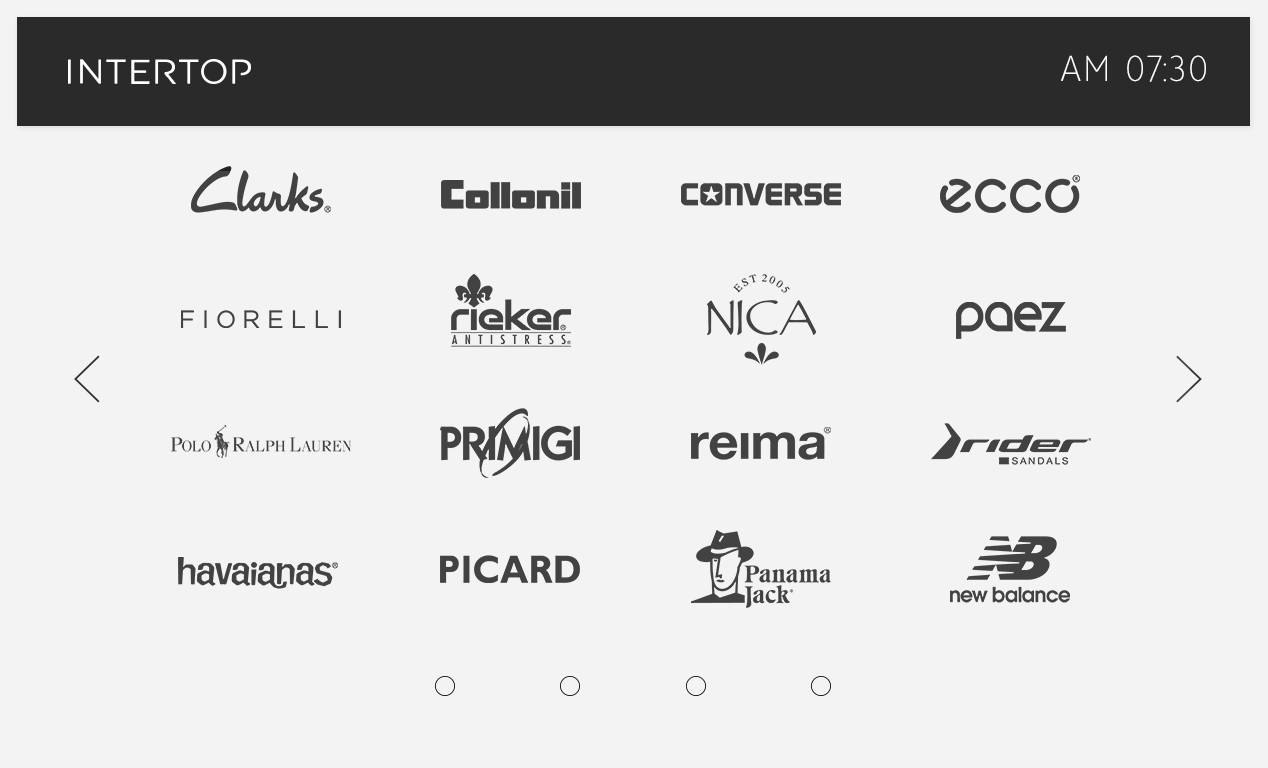 INTERTOP
AM 07:30
Clarks®
Collonil
CONVERSE
ecco®
FIORELLI
rieker®
ANTISTRESS®
EST 2005
NICA
paez
POLO RALPH LAUREN
PRIMIGI
reima®
rider®
SANDALS
havaianas®
PICARD
Panama
Jack®
NB
new balance